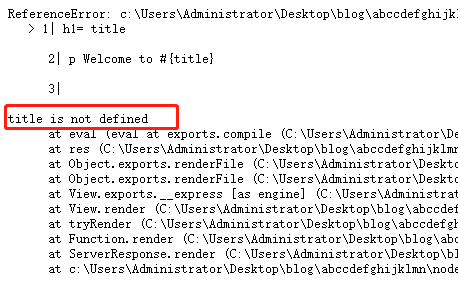 ReferenceError: c:\Users\Administrator\Desktop\blog\abccdefghijkl
> 1| h1= title
2| p Welcome to #{title}
3|
title is not defined
at eval (eval at exports.compile (C:\Users\Administrator\De
at res (C:\Users\Administrator\Desktop\blog\abccdefghijklmn
at Object.exports.renderFile (C:\Users\Administrator\Deskto
at Object.exports.renderFile (C:\Users\Administrator\Deskto
at View.exports.__express [as engine] (C:\Users\Administrat
at View.render (C:\Users\Administrator\Desktop\blog\abccdef
at tryRender (C:\Users\Administrator\Desktop\blog\abccdefgh
at Function.render (C:\Users\Administrator\Desktop\blog\abc
at ServerResponse.render (C:\Users\Administrator\Desktop\bl
at c:\Users\Administrator\Desktop\blog\abccdefghijklmn\node